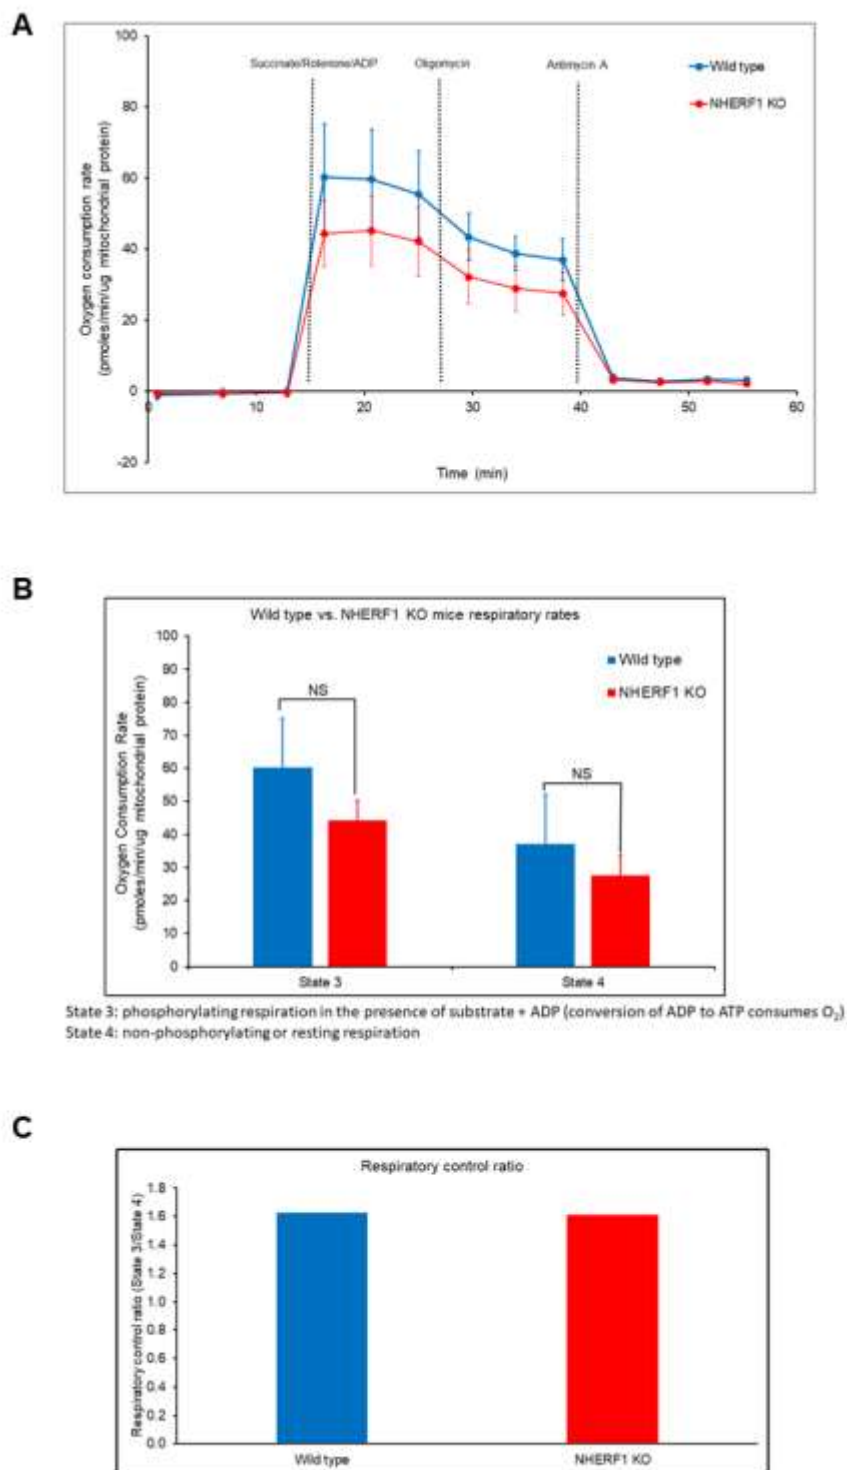 A
100
80
60
40
20
0
-20
Oxygen consumption rate
(pmoles/min/ug mitochondrial protein)
Succinate/Rotenone/ADP
Oligomycin
Antimycin A
Wild type
NHERF1 KO
0 10 20 30 40 50 60
Time (min)
B
Wild type vs. NHERF1 KO mice respiratory rates
100
90
80
70
60
50
40
30
20
10
0
Oxygen Consumption Rate
(pmoles/min/ug mitochondrial protein)
Wild type
NHERF1 KO
NS
NS
State 3
State 4
State 3: phosphorylating respiration in the presence of substrate + ADP (conversion of ADP to ATP consumes O₂)
State 4: non-phosphorylating or resting respiration
C
Respiratory control ratio
1.8
1.6
1.4
1.2
1.0
0.8
0.6
0.4
0.2
0.0
Respiratory control ratio (State 3/State 4)
Wild type
NHERF1 KO